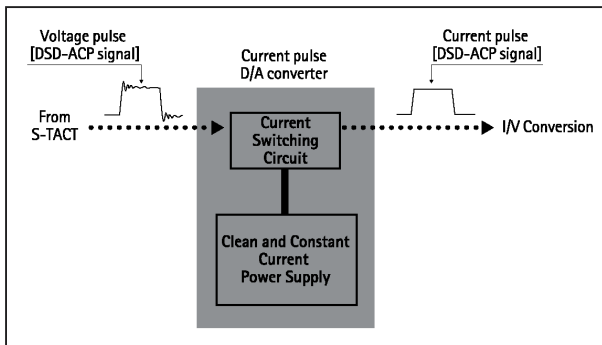 Voltage pulse
[DSD-ACP signal]
Current pulse
D/A converter
Current pulse
[DSD-ACP signal]
From
S-TACT
Current
Switching
Circuit
I/V Conversion
Clean and Constant
Current
Power Supply